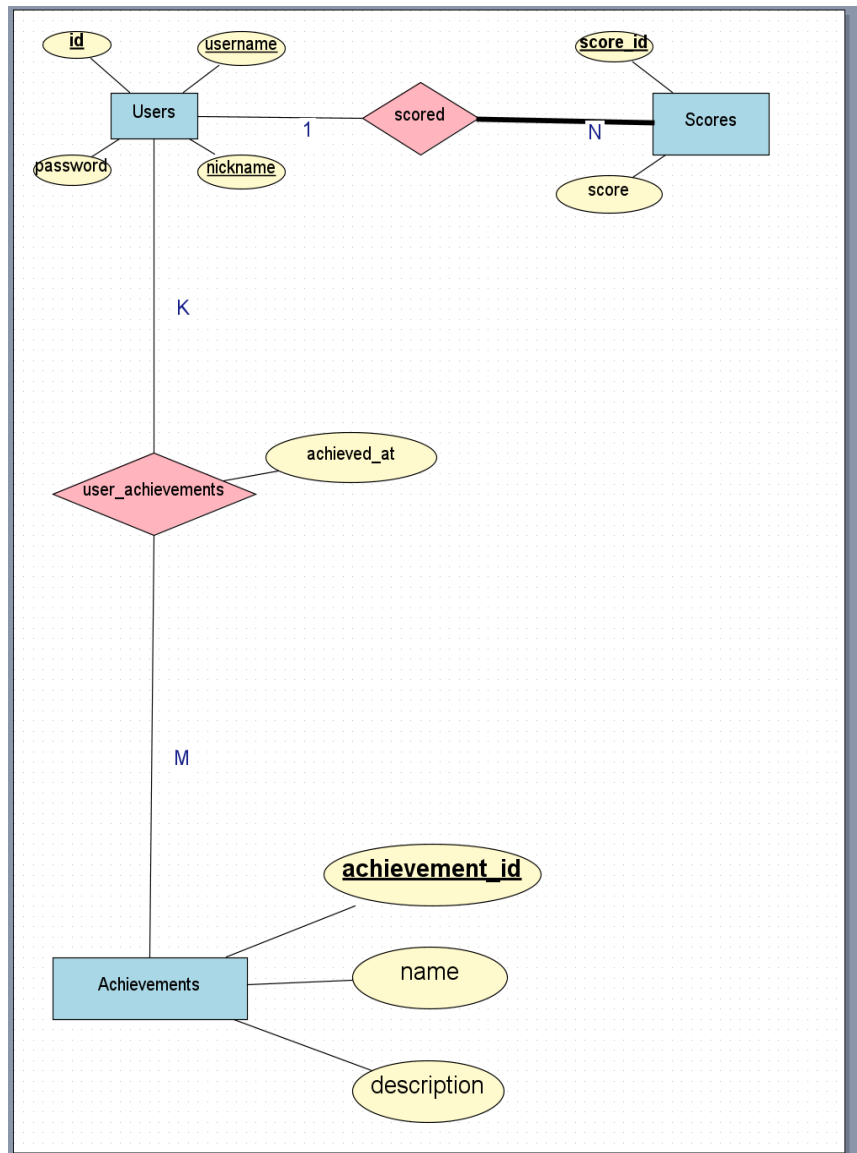 id
username
score_id
Users
scored
Scores
1
N
password
nickname
score
K
achieved_at
user_achievements
M
achievement_id
name
Achievements
description